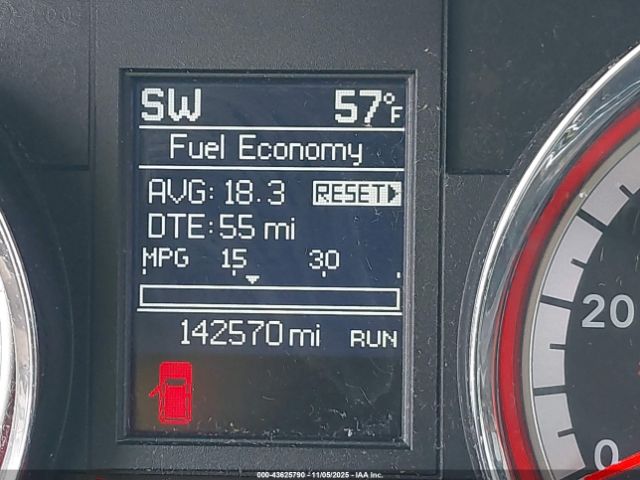 SW 57°F
Fuel Economy
AVG: 18.3 RESET
DTE: 55 mi
MPG 15 30
142570 mi RUN
20
0
000-43625790 - 11/05/2025 - IAA Inc.